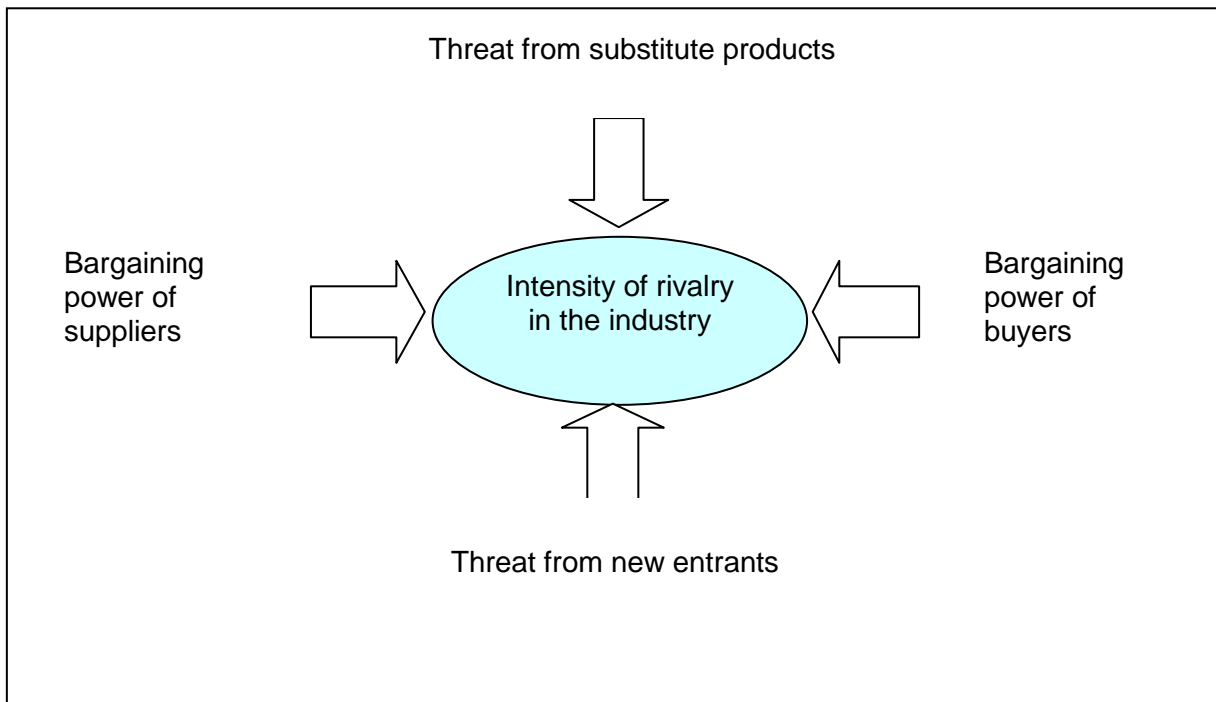 Threat from substitute products
Bargaining
power of
suppliers
Intensity of rivalry
in the industry
Bargaining
power of
buyers
Threat from new entrants